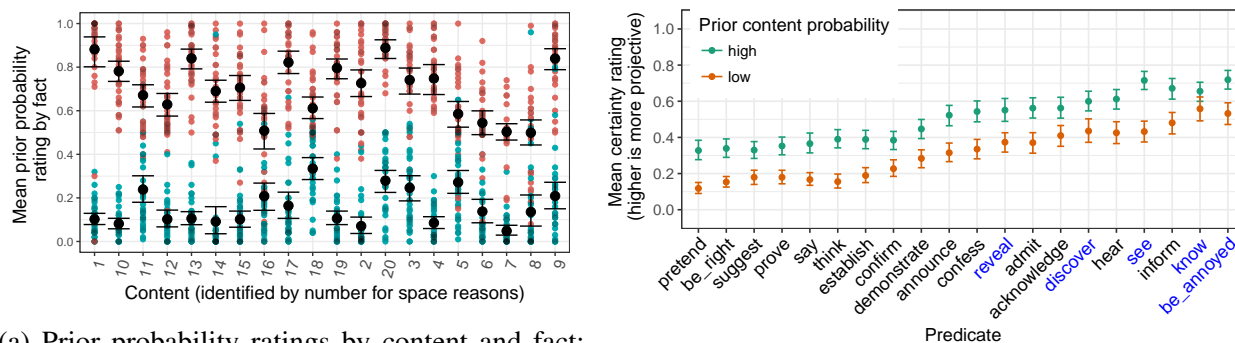 Mean prior probability
rating by fact
1.0
0.8
0.6
0.4
0.2
0.0
1
10
11
12
13
14
15
16
17
18
19
2
20
3
4
5
6
7
8
9
Content (identified by number for space reasons)
(a) Prior probability ratings by content and fact;
Prior content probability
high
low
Mean certainty rating
(higher is more projective)
1.0
0.8
0.6
0.4
0.2
0.0
pretend
be_right
suggest
prove
say
think
establish
confirm
demonstrate
announce
confess
reveal
admit
acknowledge
discover
hear
see
inform
know
be_annoyed
Predicate